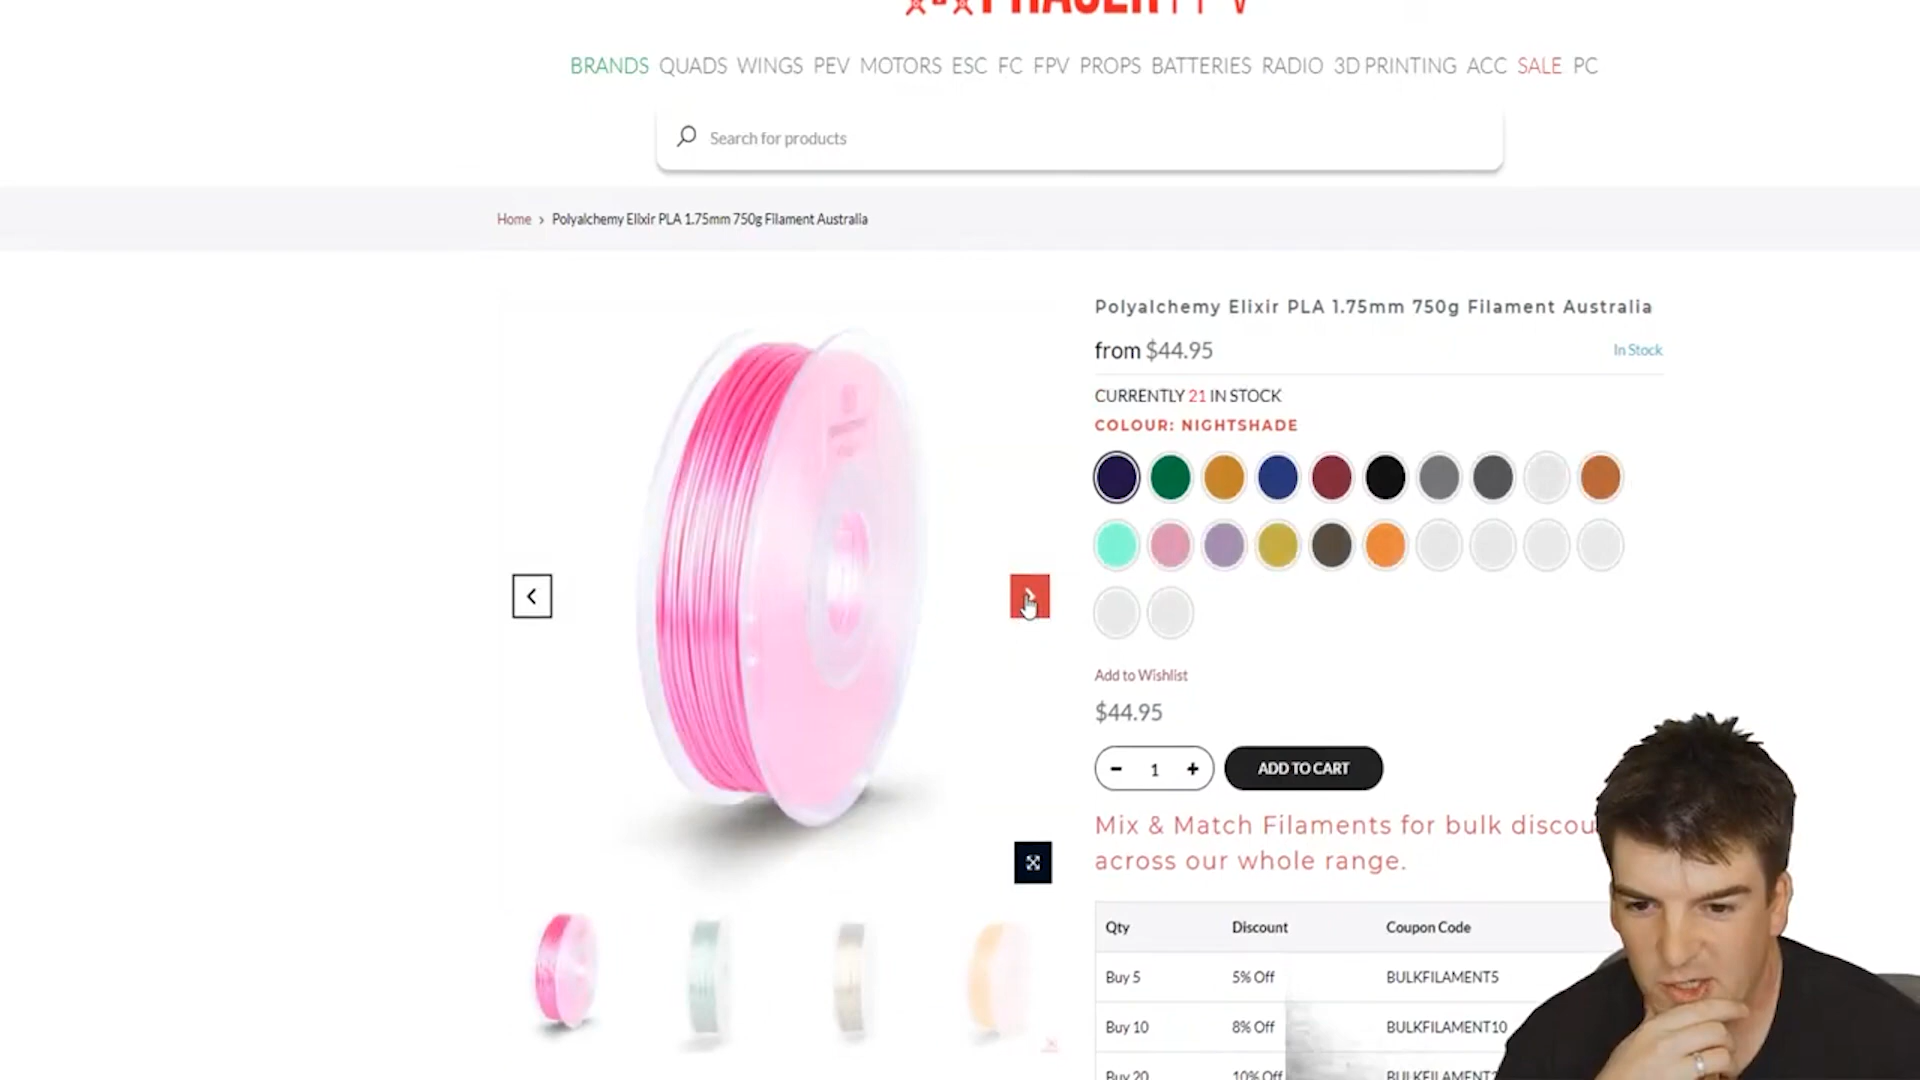 BRANDS QUADS WINGS PEV MOTORS ESC FC FPV PROPS BATTERIES RADIO 3D PRINTING ACC SALE PC
Search for products
Home › Polyalchemy Elixir PLA 1.75mm 750g Filament Australia
Polyalchemy Elixir PLA 1.75mm 750g Filament Australia
from $44.95
In Stock
CURRENTLY 21 IN STOCK
COLOUR: NIGHTSHADE
Add to Wishlist
$44.95
- 1 +
ADD TO CART
Mix & Match Filaments for bulk
across our whole range.
Qty Discount Coupon Code
Buy 5 5% Off BULKFILAMENT5
Buy 10 8% Off BULKFILAMENT10
Buy 20 10% Off